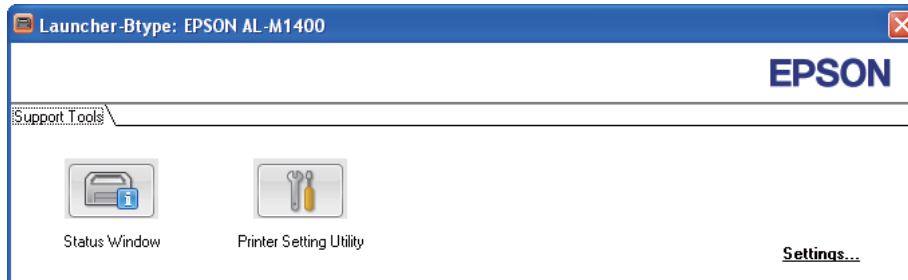 Launcher-Btype: EPSON AL-M1400
EPSON
Support Tools
Status Window
Printer Setting Utility
Settings...